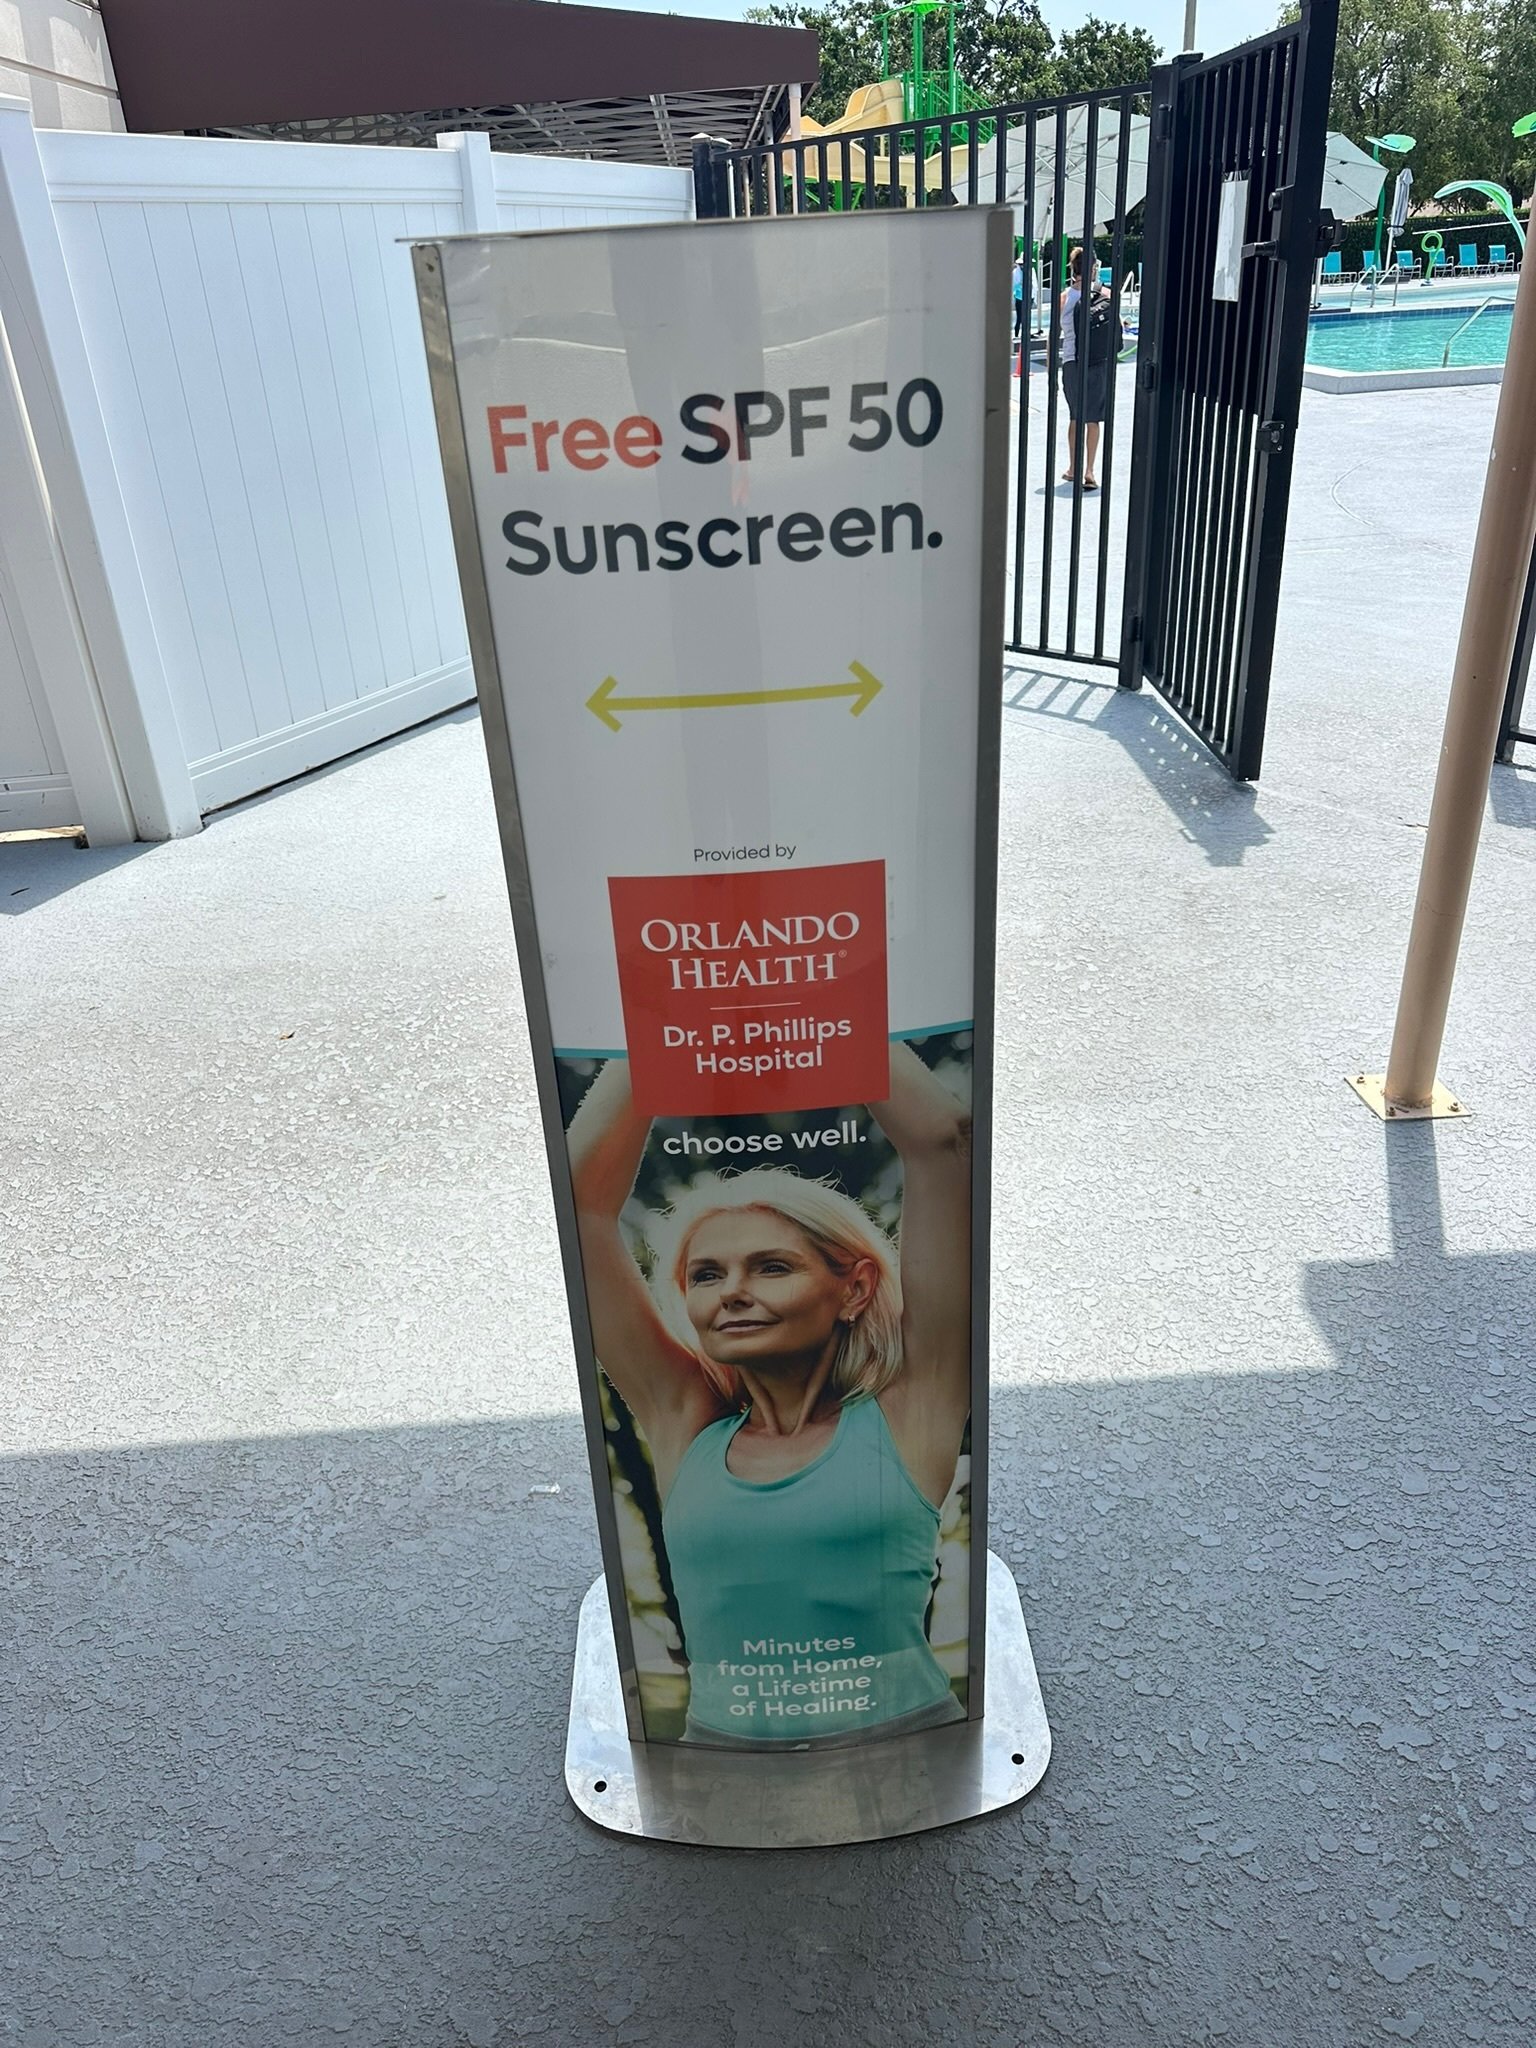 Free SPF 50
Sunscreen.
Provided by
ORLANDO
HEALTH®
Dr. P. Phillips
Hospital
choose well.
Minutes
from Home,
a Lifetime
of Healing.